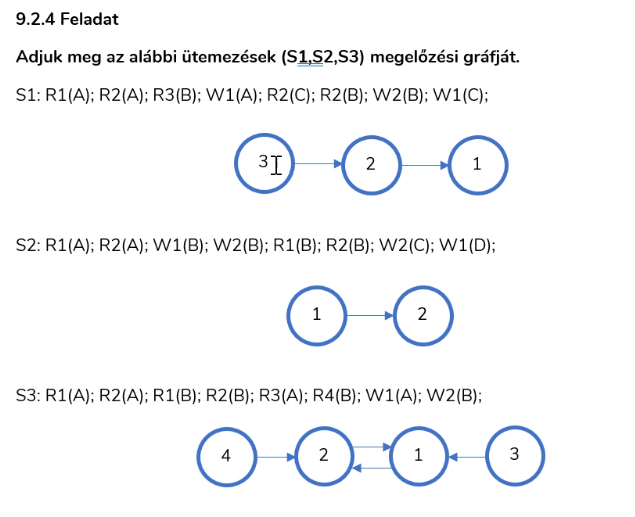 9.2.4 Feladat
Adjuk meg az alábbi ütemezések (S1,S2,S3) megelőzési gráfját.
S1: R1(A); R2(A); R3(B); W1(A); R2(C); R2(B); W2(B); W1(C);
3 2 1
S2: R1(A); R2(A); W1(B); W2(B); R1(B); R2(B); W2(C); W1(D);
1 2
S3: R1(A); R2(A); R1(B); R2(B); R3(A); R4(B); W1(A); W2(B);
4 2 1 3